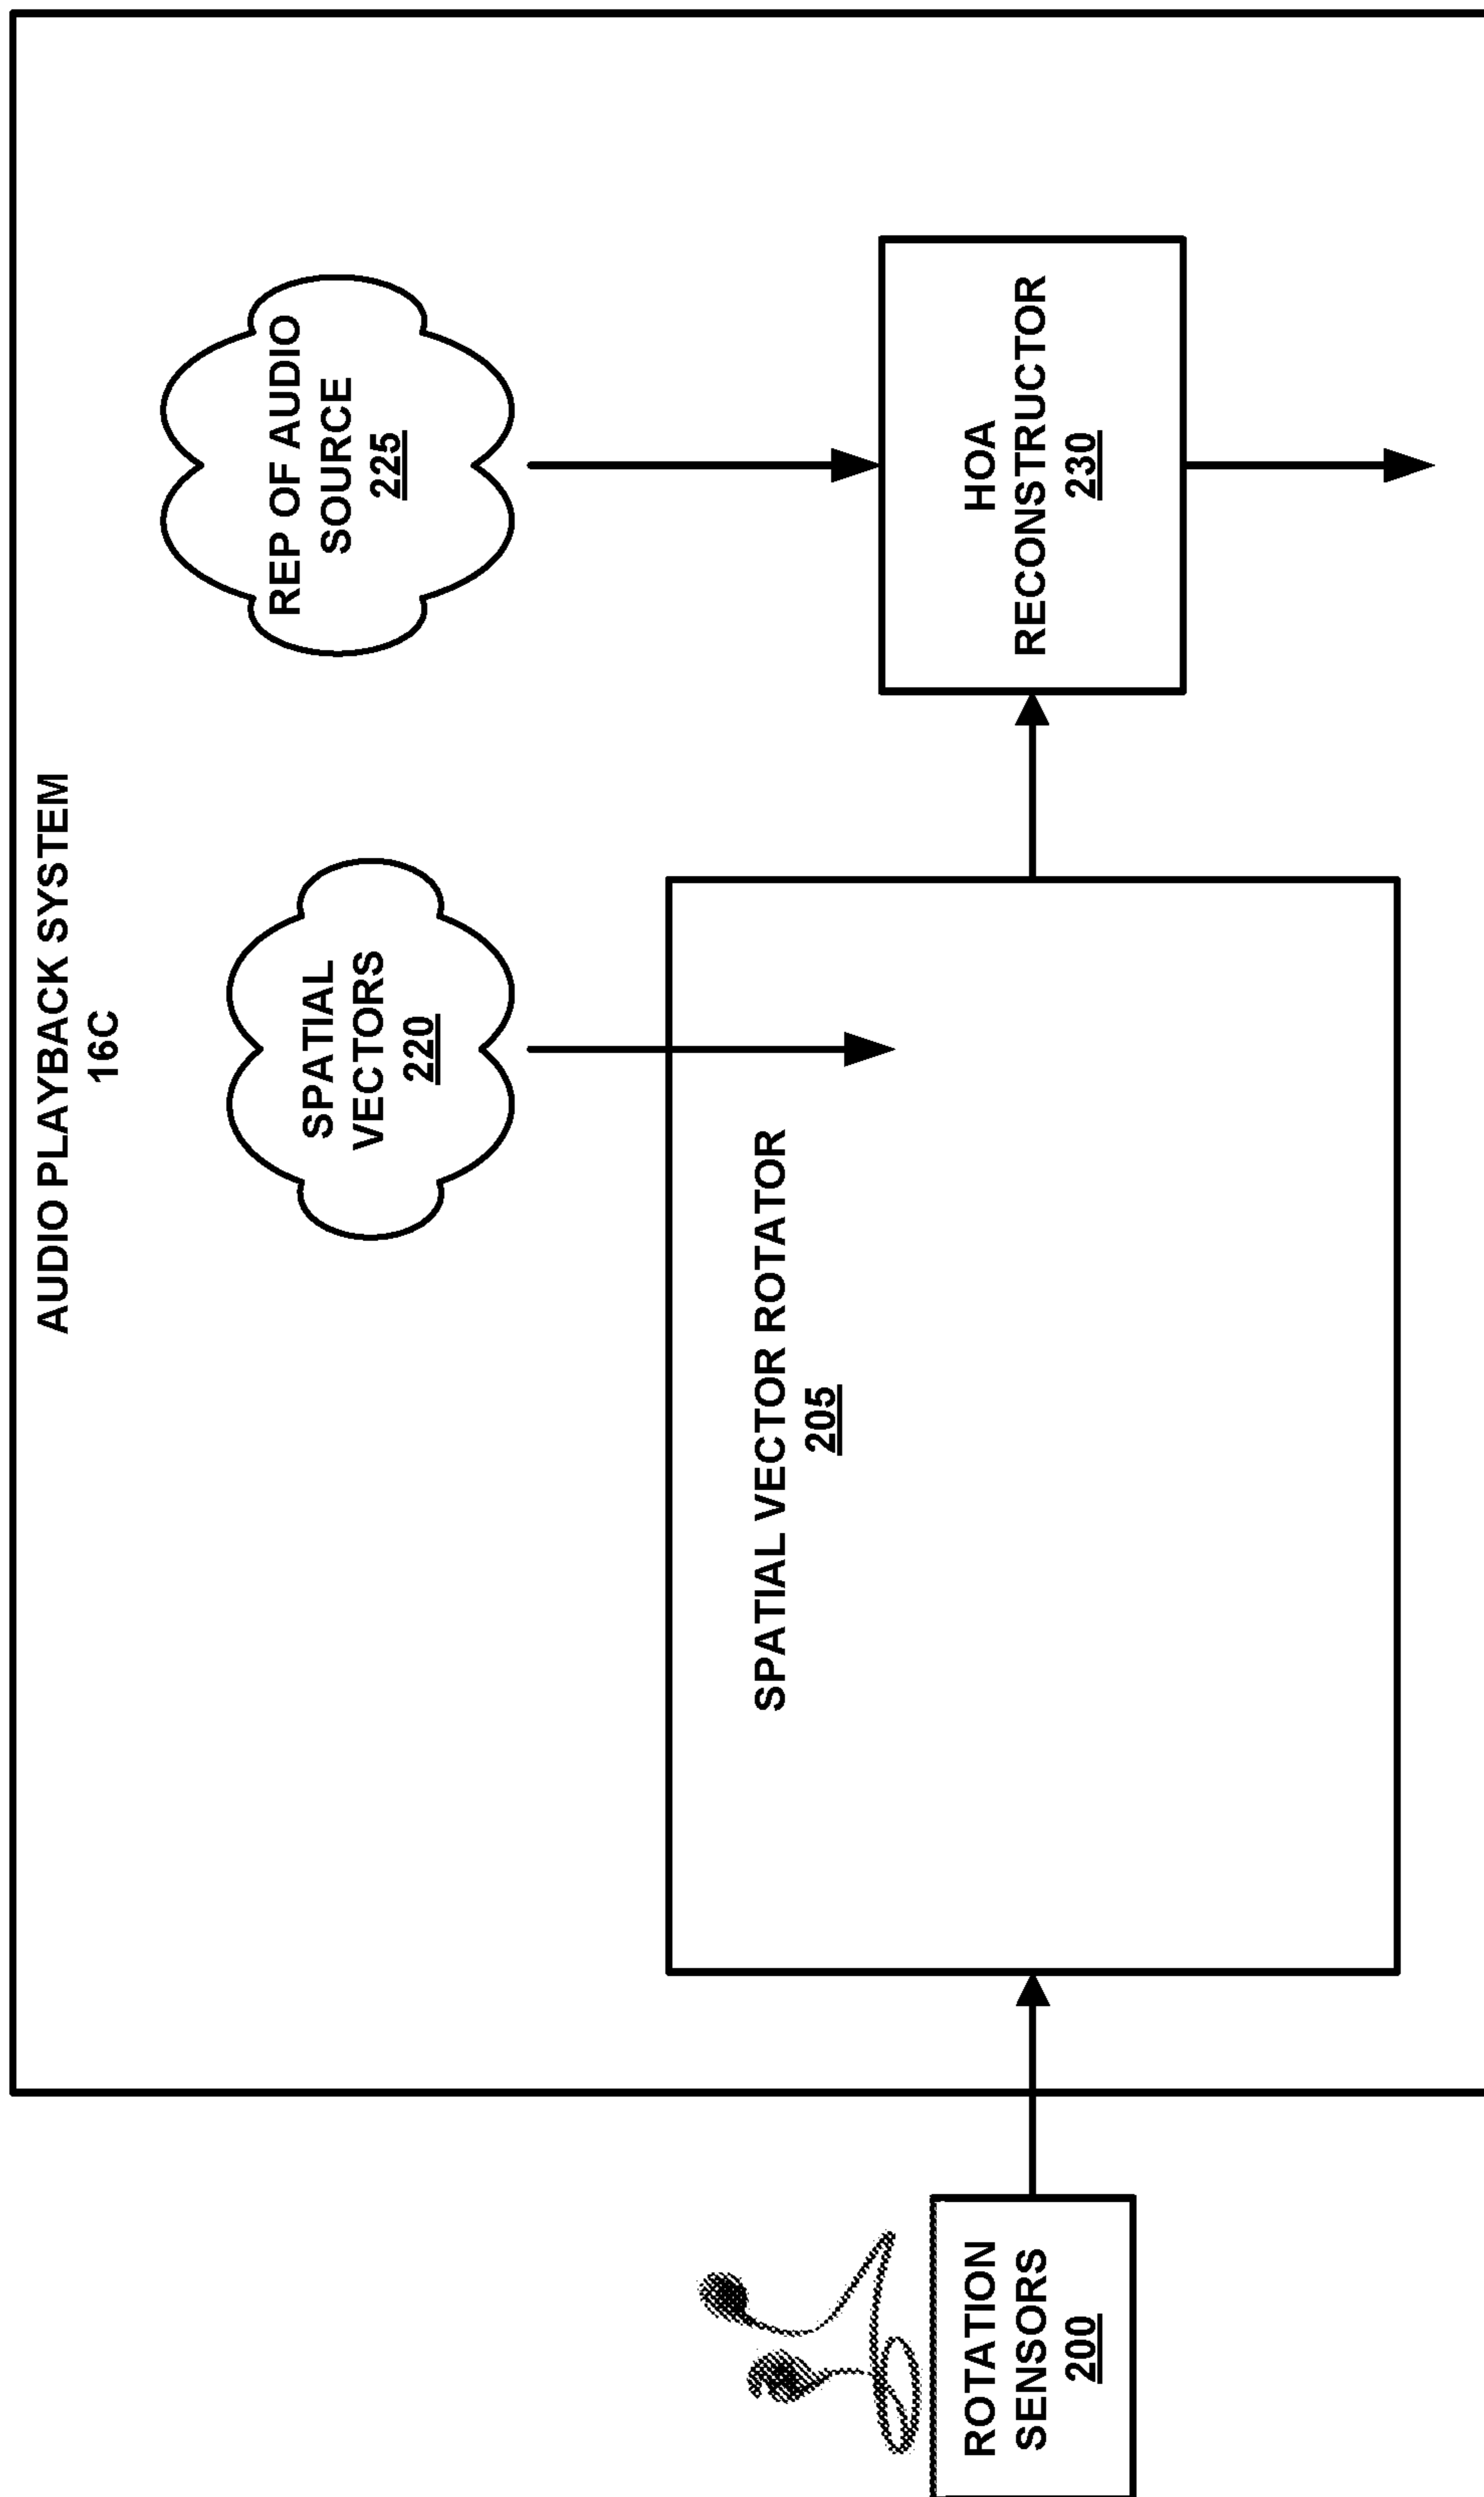 AUDIO PLAYBACK SYSTEM
16C
SPATIAL
VECTORS
220
REP OF AUDIO
SOURCE
225
SPATIAL VECTOR ROTATOR
205
ROTATION
SENSORS
200
HOA
RECONSTRUCTOR
230